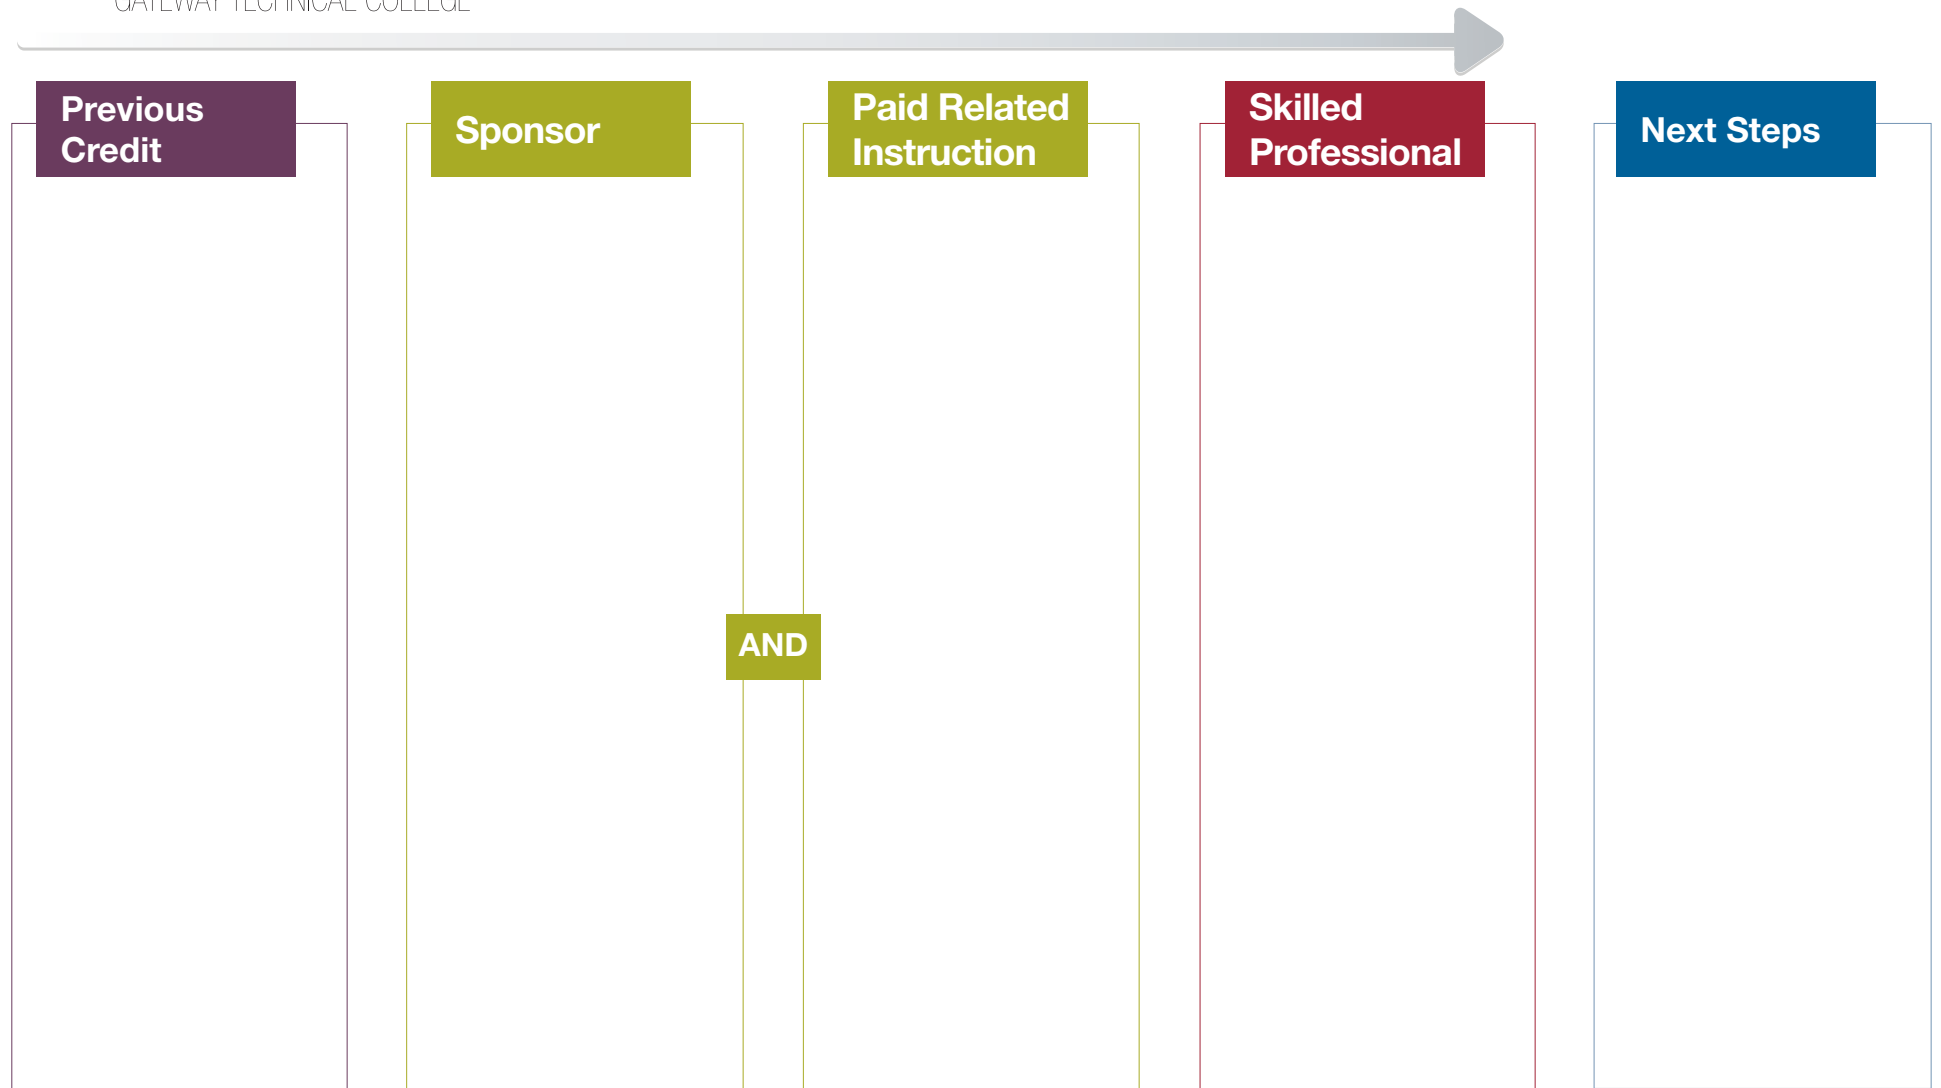 GATEWAY TECHNICAL COLLEGE
Previous
Credit
Sponsor
Paid Related
Instruction
Skilled
Professional
Next Steps
AND